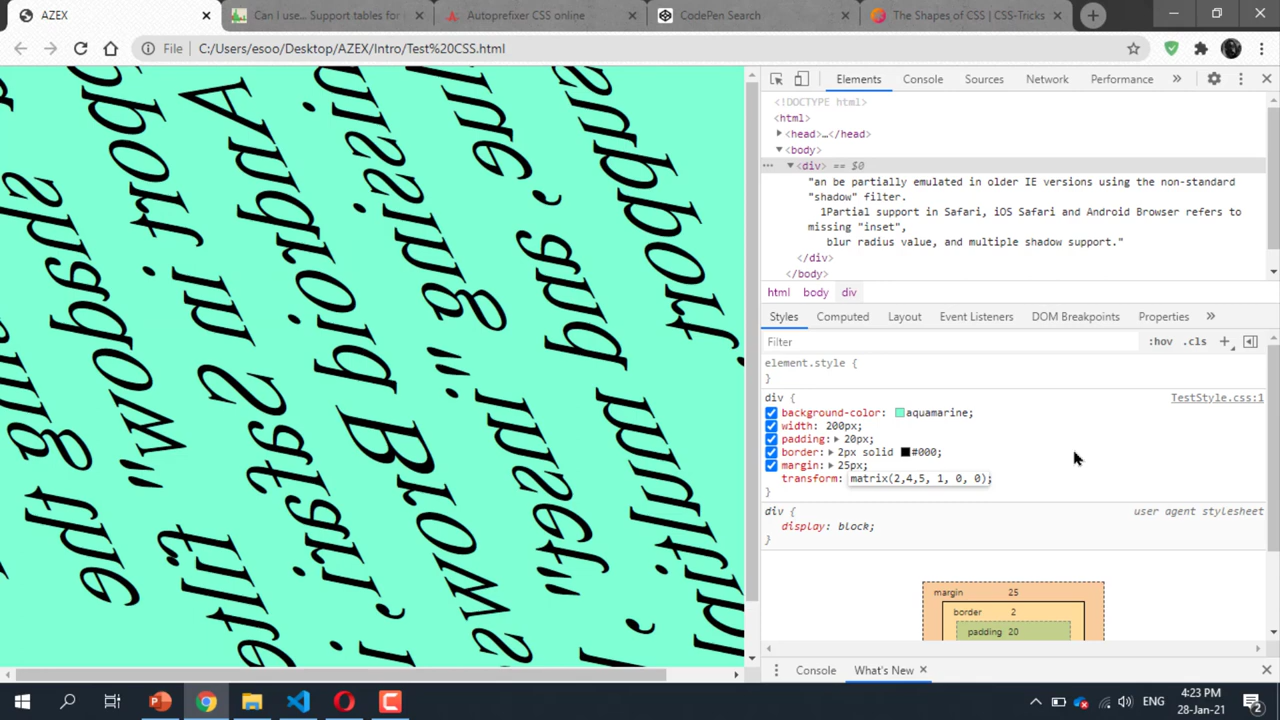 AZEX
Can I use... Support tables for
Autoprefixer CSS online
CodePen Search
The Shapes of CSS | CSS-Tricks
File
C:/Users/esoo/Desktop/AZEX/Intro/Test%20CSS.html
Elements
Console
Sources
Network
Performance
<!DOCTYPE html>
<html>
<head>…</head>
<body>
<div> == $0
"an be partially emulated in older IE versions using the non-standard
"shadow" filter.
1Partial support in Safari, iOS Safari and Android Browser refers to
missing "inset",
blur radius value, and multiple shadow support."
</div>
</body>
html body div
Styles
Computed
Layout
Event Listeners
DOM Breakpoints
Properties
Filter
:hov .cls
element.style {
}
div {
TestStyle.css:1
background-color: aquamarine;
width: 200px;
padding: 20px;
border: 2px solid #000;
margin: 25px;
transform: matrix(2,4,5, 1, 0, 0);
}
div {
user agent stylesheet
display: block;
}
margin 25
border 2
padding 20
Console
What's New
ENG
4:23 PM
28-Jan-21
2